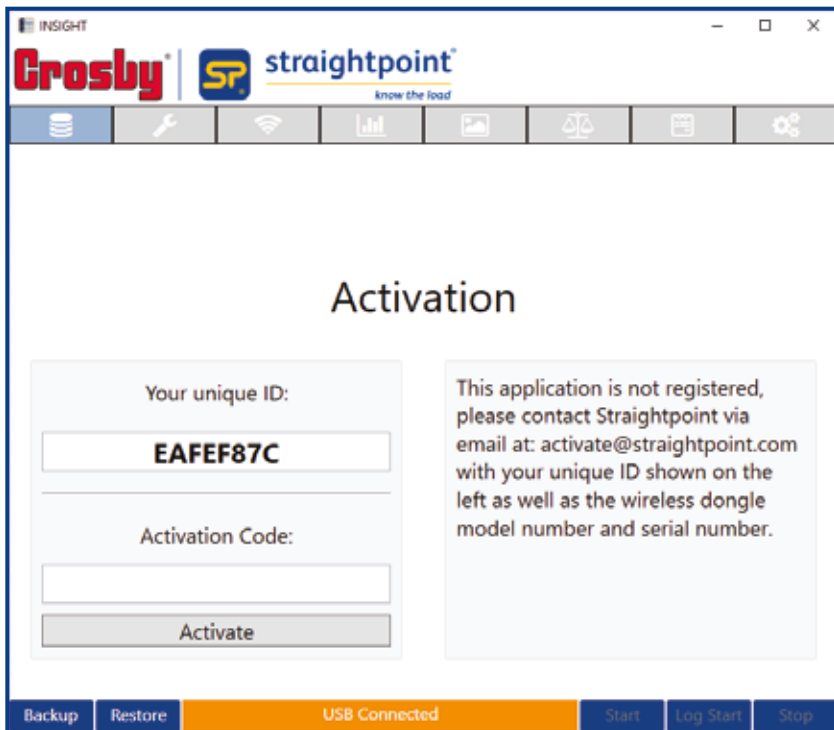 INSIGHT
Crosby
SP.
straightpoint
know the load
Activation
Your unique ID:
EAFEF87C
Activation Code:
Activate
This application is not registered,
please contact Straightpoint via
email at: activate@straightpoint.com
with your unique ID shown on the
left as well as the wireless dongle
model number and serial number.
Backup
Restore
USB Connected
Start
Log Start
Stop